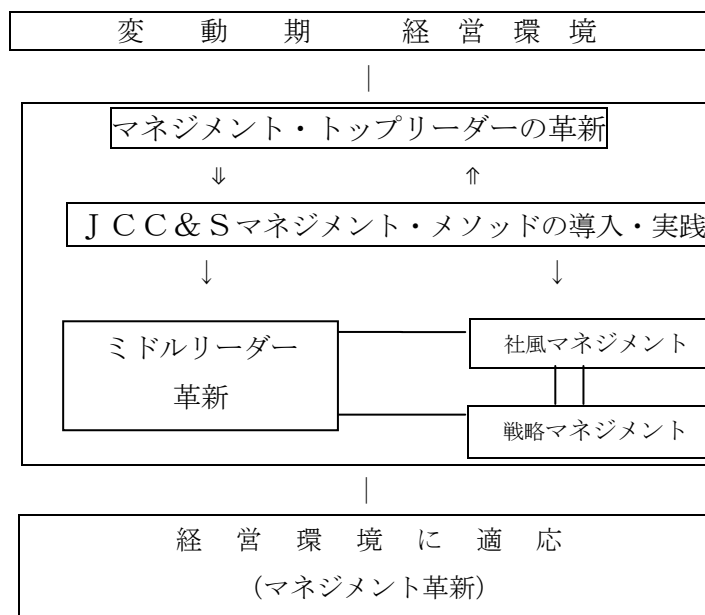 変動期 経営環境
マネジメント・トップリーダーの革新
⇓ ⇑
ＪＣＣ＆Ｓマネジメント・メソッドの導入・実践
↓ ↓
ミドルリーダー
革新
社風マネジメント
戦略マネジメント
経営環境に適応
(マネジメント革新)